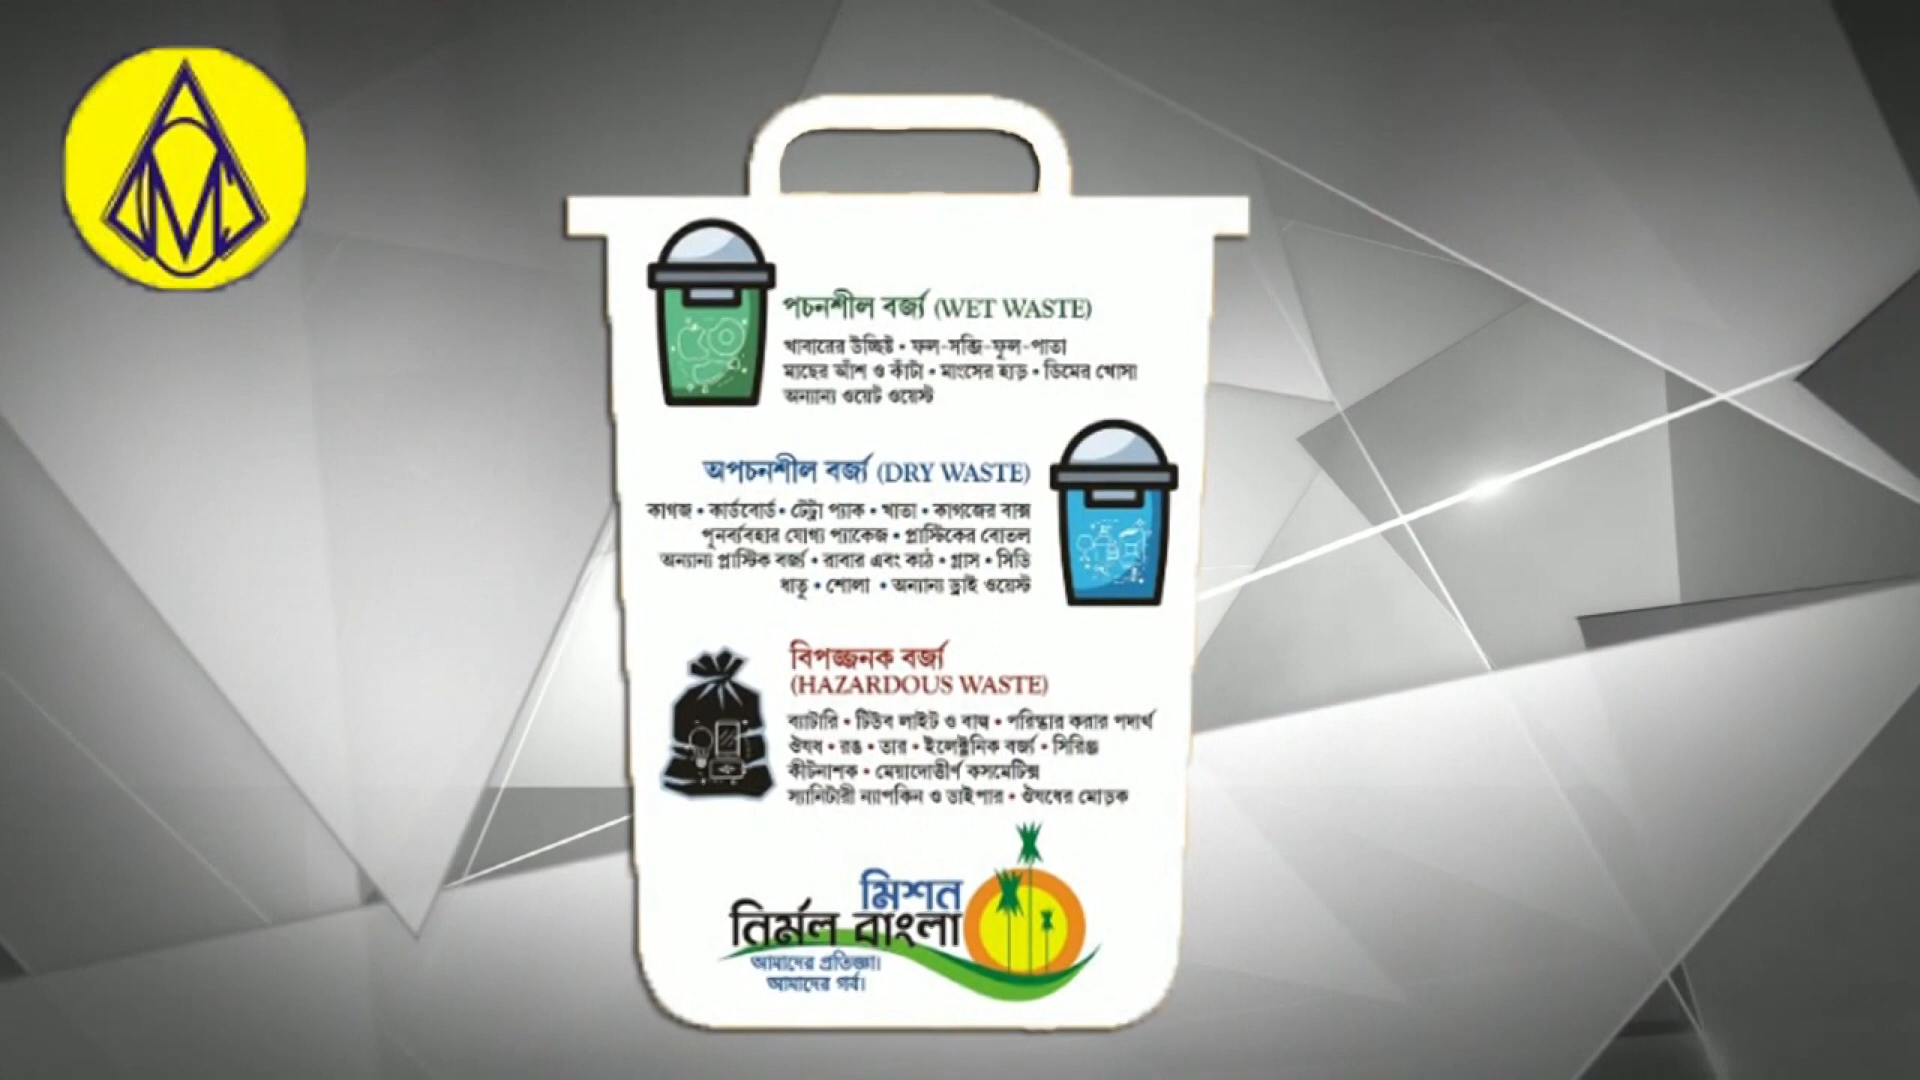 পচনশীল বর্জ্য (WET WASTE)
খাবারের উচ্ছিষ্ট • ফল-সব্জি-ফুল-পাতা
মাছের আঁশ ও কাঁটা • মাংসের হাড় • ডিমের খোসা
অন্যান্য ওয়েট ওয়েস্ট
অপচনশীল বর্জ্য (DRY WASTE)
কাগজ • কার্ডবোর্ড • টেট্রা প্যাক • খাতা • কাগজের বাক্স
পুনর্ব্যবহার যোগ্য প্যাকেজ • প্লাস্টিকের বোতল
অন্যান্য প্লাস্টিক বর্জ্য • রাবার এবং কাঠ • গ্লাস • সিডি
ধাতু • শোলা • অন্যান্য ড্রাই ওয়েস্ট
বিপজ্জনক বর্জ্য
(HAZARDOUS WASTE)
ব্যাটারি • টিউব লাইট ও বাল্ব • পরিষ্কার করার পদার্থ
ঔষধ • রঙ • তার • ইলেক্ট্রনিক বর্জ্য • সিরিঞ্জ
কীটনাশক • মেয়াদোত্তীর্ণ কসমেটিক্স
স্যানিটারী ন্যাপকিন ও ডাইপার • ঔষধের মোড়ক
মিশন
নির্মল বাংলা
আমাদের প্রতিজ্ঞা।
আমাদের গর্ব।